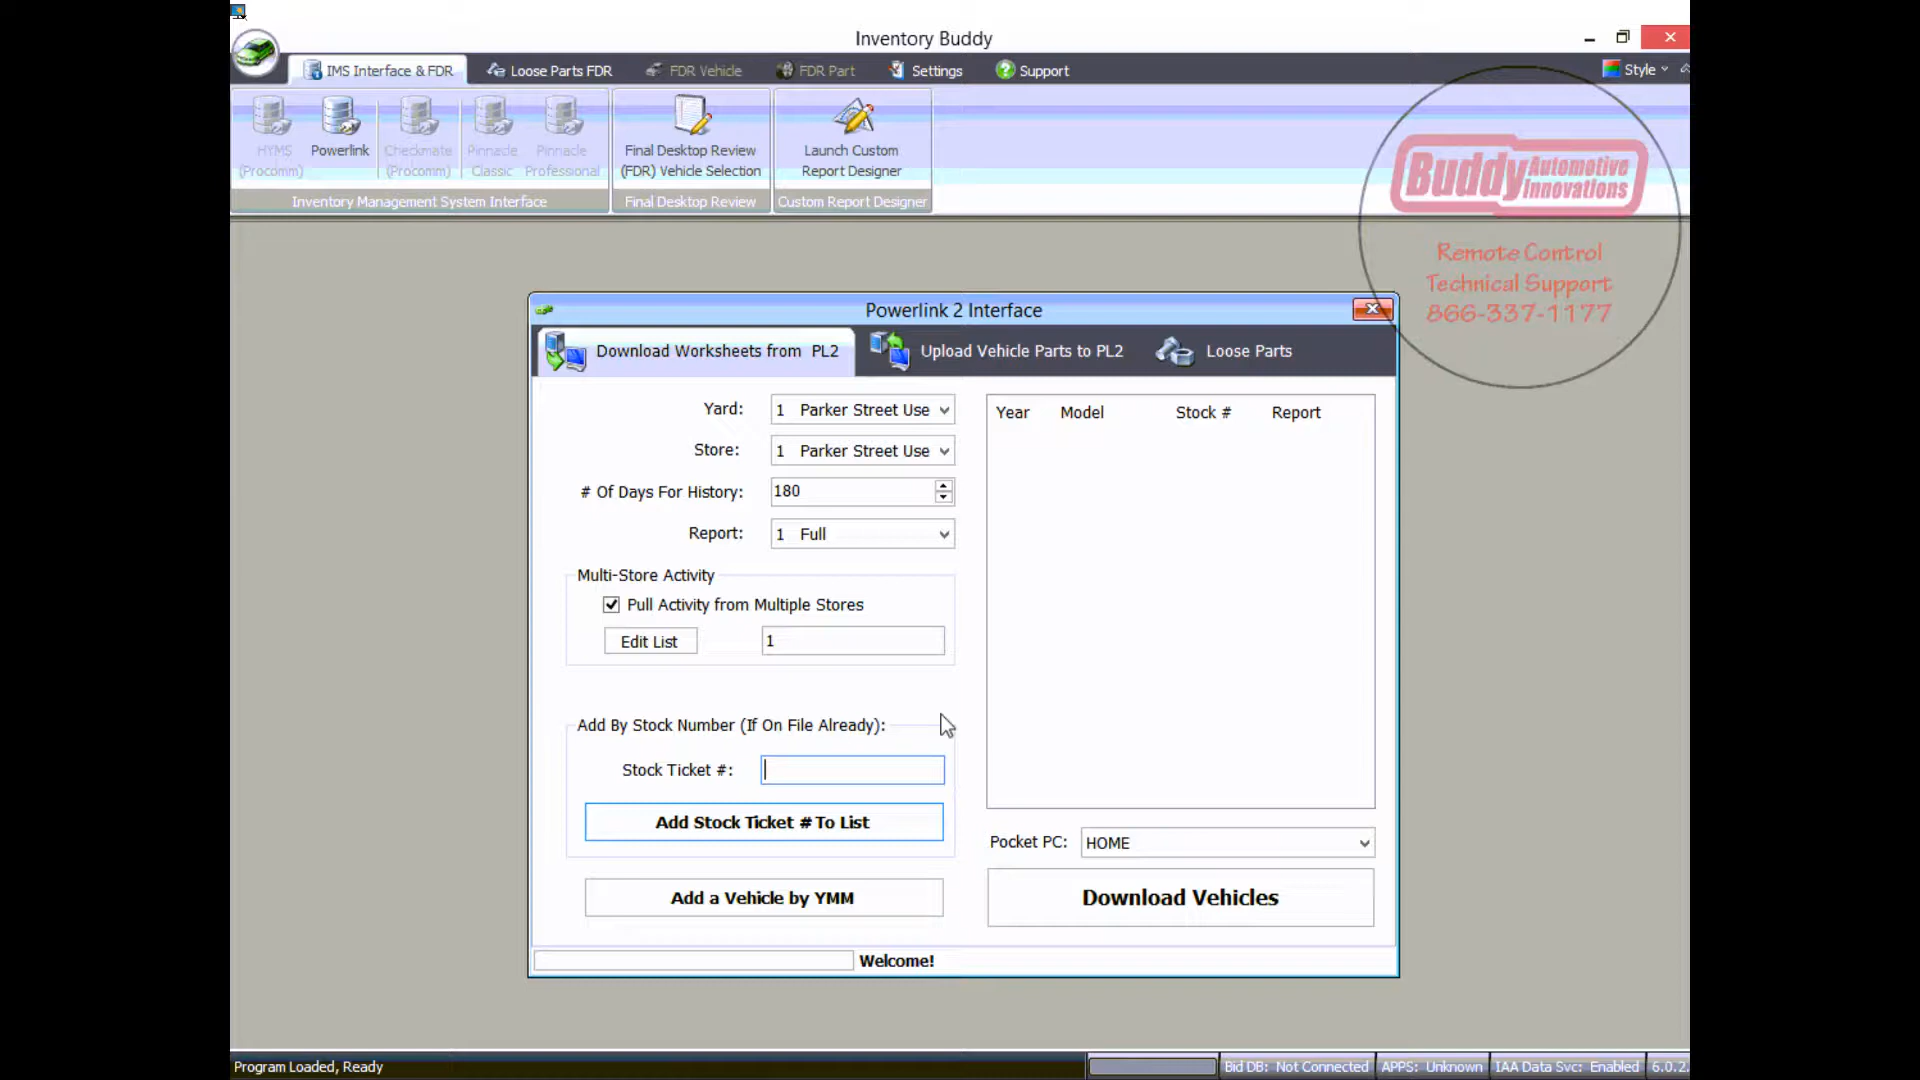 Inventory Buddy
IMS Interface & FDR
Loose Parts FDR
FDR Vehicle
FDR Part
Settings
Support
Style
HYMS
(Procomm)
Powerlink
Checkmate
(Procomm)
Pinnacle
Classic
Pinnacle
Professional
Final Desktop Review
(FDR) Vehicle Selection
Launch Custom
Report Designer
Inventory Management System Interface
Final Desktop Review
Custom Report Designer
Buddy Automotive
Innovations
Remote Control
Technical Support
866-337-1177
Powerlink 2 Interface
Download Worksheets from PL2
Upload Vehicle Parts to PL2
Loose Parts
Yard:
1 Parker Street Use
Store:
1 Parker Street Use
# Of Days For History:
180
Report:
1 Full
Multi-Store Activity
Pull Activity from Multiple Stores
Edit List
1
Add By Stock Number (If On File Already):
Stock Ticket #:
Add Stock Ticket # To List
Add a Vehicle by YMM
Year Model Stock # Report
Pocket PC:
HOME
Download Vehicles
Welcome!
Program Loaded, Ready
Bid DB: Not Connected
APPS: Unknown
IAA Data Svc: Enabled
6.0.2.